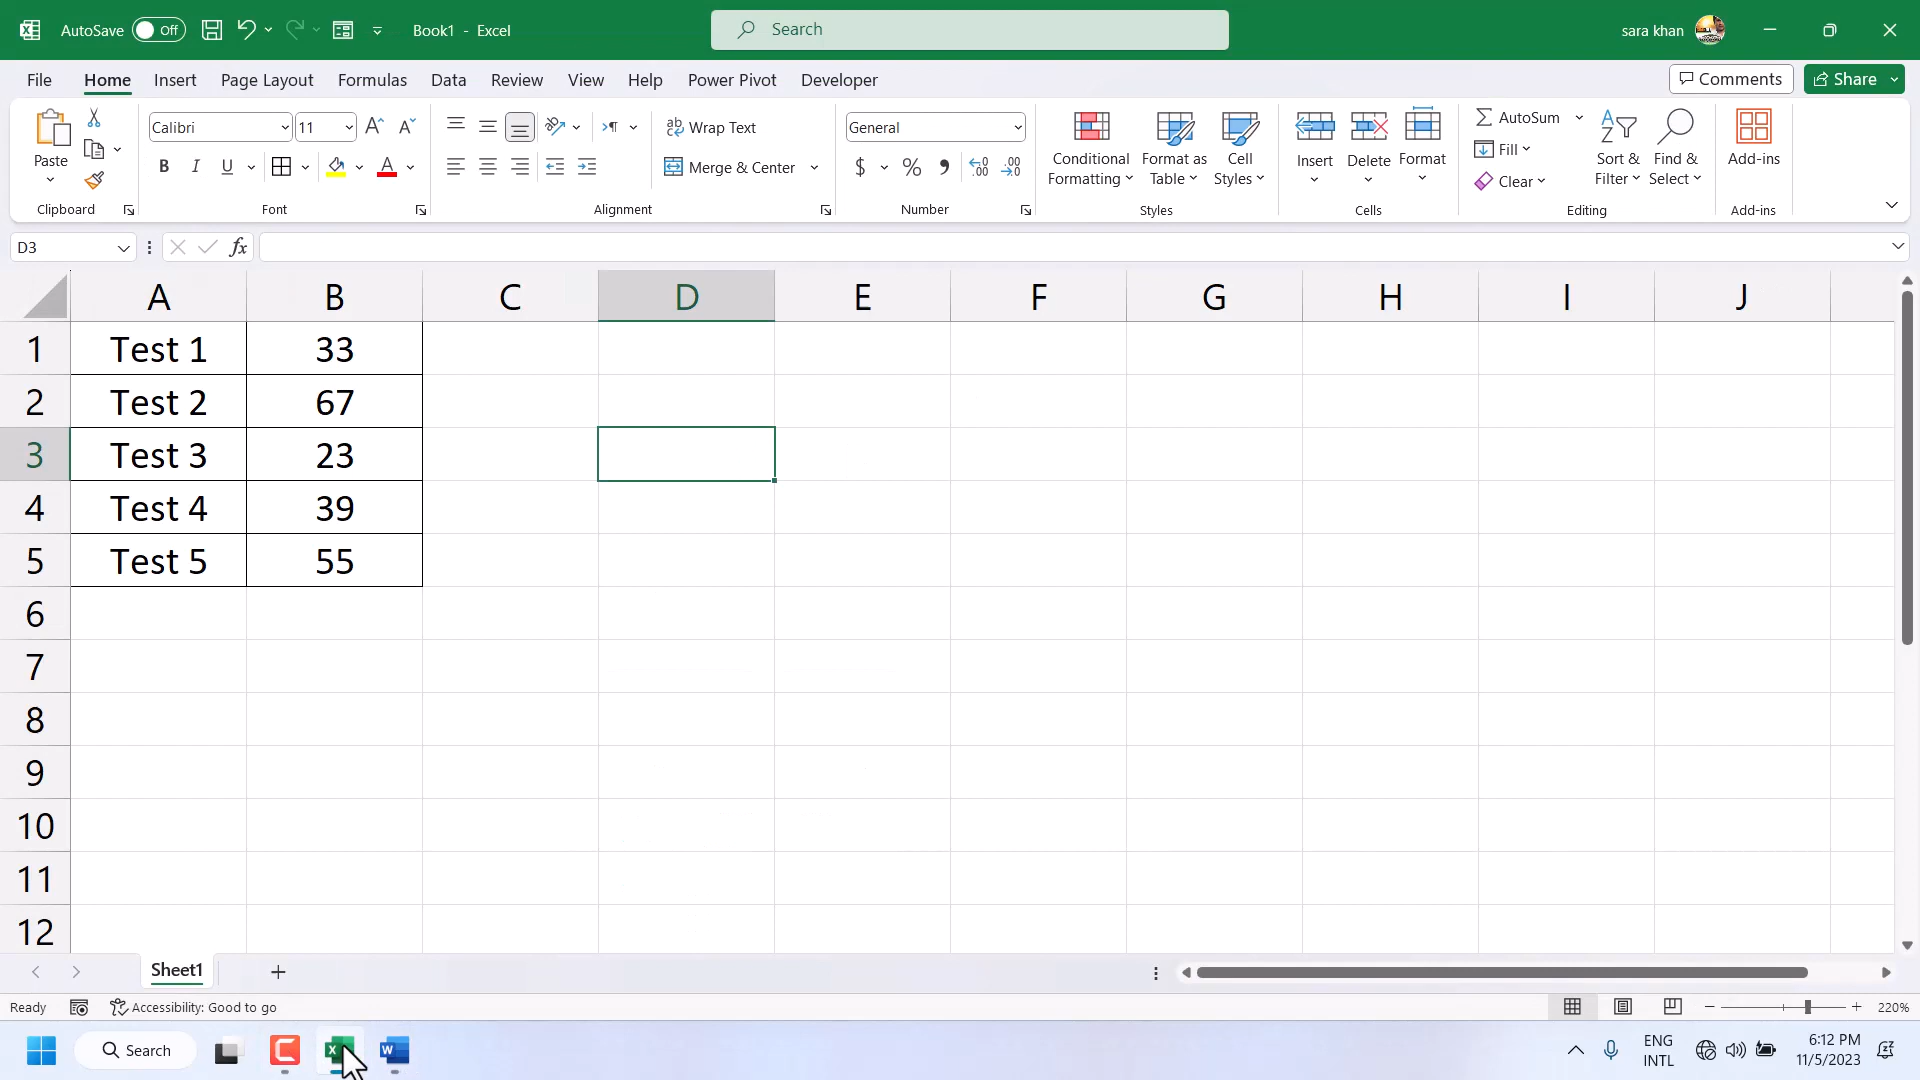 AutoSave Off Book1 - Excel Search sara khan
File Home Insert Page Layout Formulas Data Review View Help Power Pivot Developer Comments Share
Paste Calibri 11 Wrap Text General Conditional Formatting Format as Table Cell Styles Insert Delete Format AutoSum Sort & Filter Find & Select Add-ins
B I U Merge & Center $ % Fill
Clear
Clipboard Font Alignment Number Styles Cells Editing Add-ins
D3 fx
A B C D E F G H I J
1 Test 1 33
2 Test 2 67
3 Test 3 23
4 Test 4 39
5 Test 5 55
6
7
8
9
10
11
12
Sheet1
Ready Accessibility: Good to go 220%
Search ENG 6:12 PM
INTL 11/5/2023